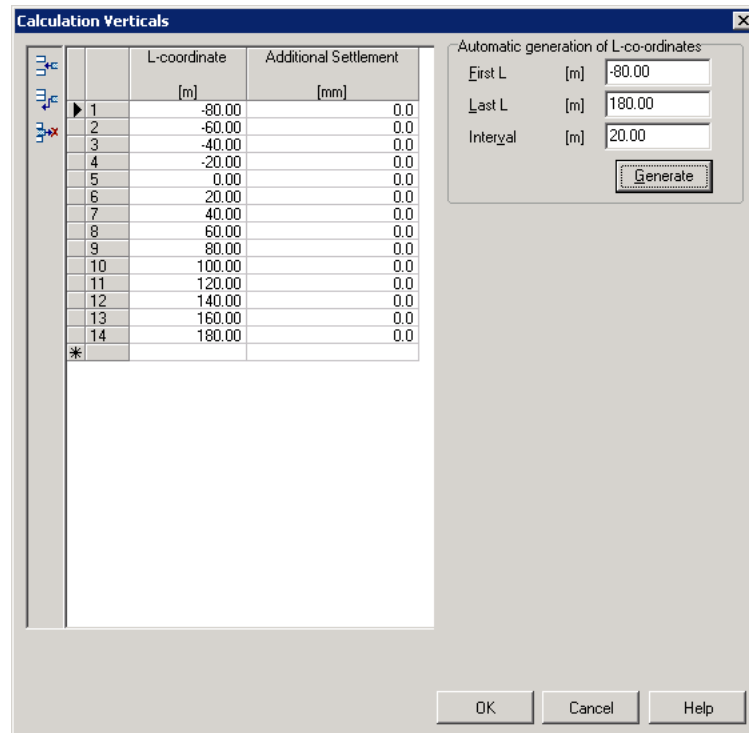 Calculation Verticals
L-coordinate Additional Settlement
[m] [mm]
1 -80.00 0.0
2 -60.00 0.0
3 -40.00 0.0
4 -20.00 0.0
5 0.00 0.0
6 20.00 0.0
7 40.00 0.0
8 60.00 0.0
9 80.00 0.0
10 100.00 0.0
11 120.00 0.0
12 140.00 0.0
13 160.00 0.0
14 180.00 0.0
Automatic generation of L-co-ordinates
First L [m] -80.00
Last L [m] 180.00
Interval [m] 20.00
Generate
OK Cancel Help